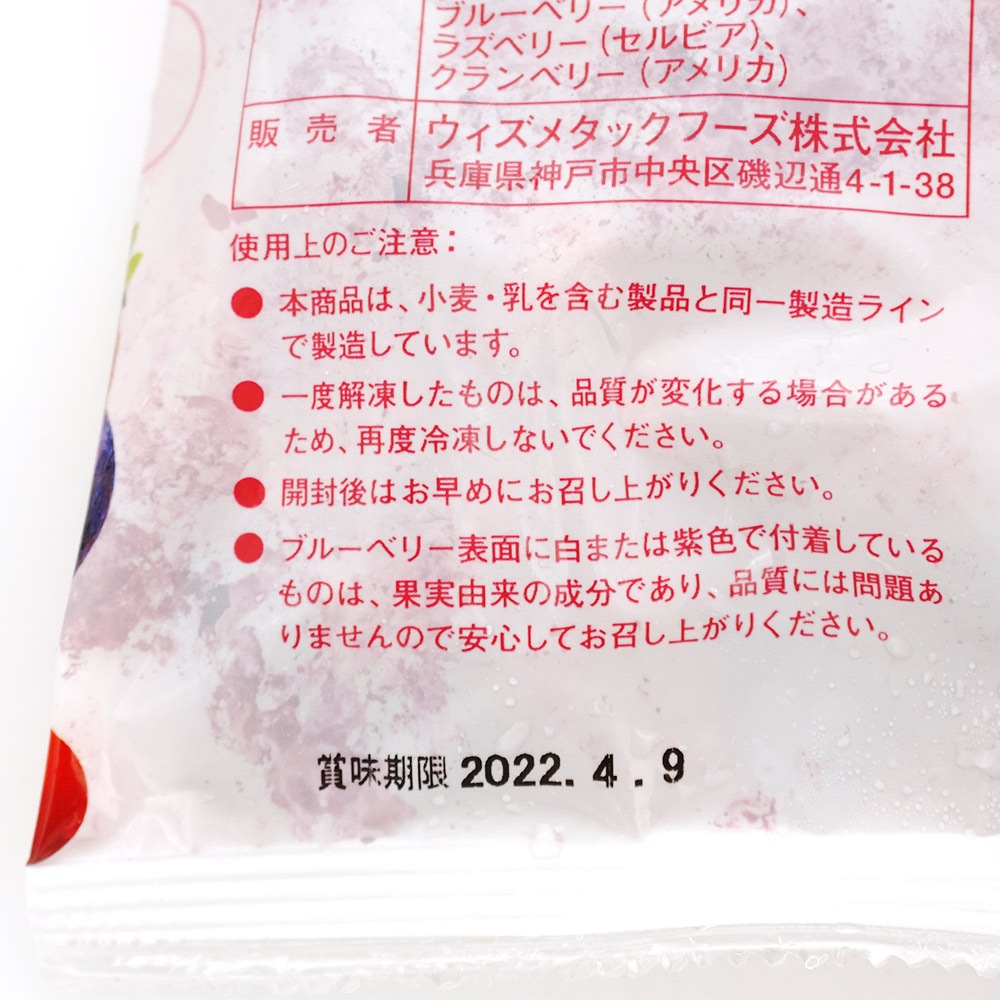 ブルーベリー（アメリカ）、
ラズベリー（セルビア）、
クランベリー（アメリカ）
販売者 ウィズメタックフーズ株式会社
兵庫県神戸市中央区磯辺通4-1-38
使用上のご注意：
● 本商品は、小麦・乳を含む製品と同一製造ライン
で製造しています。
● 一度解凍したものは、品質が変化する場合がある
ため、再度冷凍しないでください。
● 開封後はお早めにお召し上がりください。
● ブルーベリー表面に白または紫色で付着している
ものは、果実由来の成分であり、品質には問題あ
りませんので安心してお召し上がりください。
賞味期限 2022.4.9